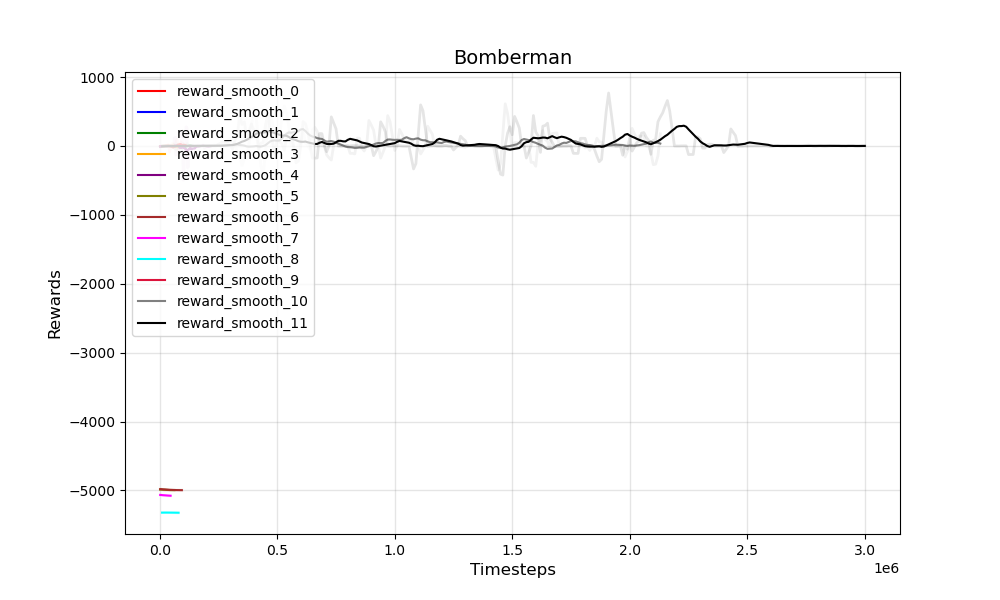 Bomberman
1000
0
−1000
−2000
−3000
−4000
−5000
Rewards
reward_smooth_0
reward_smooth_1
reward_smooth_2
reward_smooth_3
reward_smooth_4
reward_smooth_5
reward_smooth_6
reward_smooth_7
reward_smooth_8
reward_smooth_9
reward_smooth_10
reward_smooth_11
0.0 0.5 1.0 1.5 2.0 2.5 3.0
1e6
Timesteps